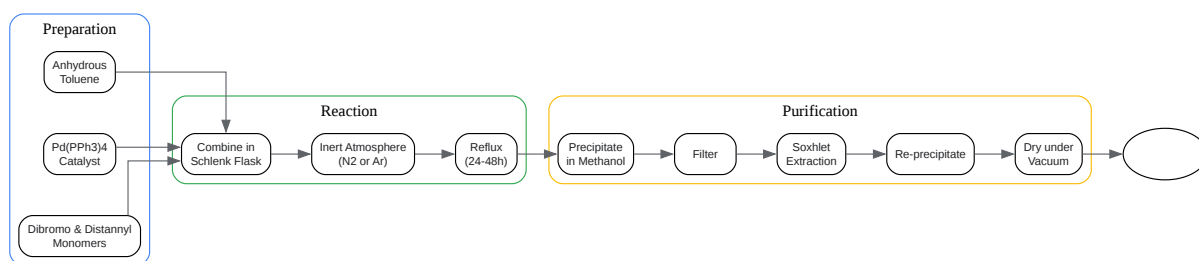 Preparation
Anhydrous
Toluene
Pd(PPh3)4
Catalyst
Dibromo & Distannyl
Monomers
Reaction
Combine in
Schlenk Flask
Inert Atmosphere
(N2 or Ar)
Reflux
(24-48h)
Purification
Precipitate
in Methanol
Filter
Soxhlet
Extraction
Re-precipitate
Dry under
Vacuum